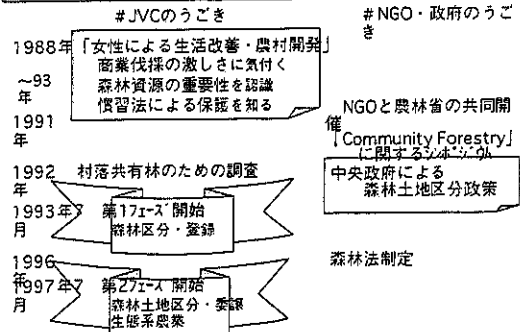 #JVCのうごき
#NGO・政府のうご
き
1988年
「女性による生活改善・農村開発」
商業伐採の激しさに気付く
森林資源の重要性を認識
慣習法による保護を知る
～93
年
1991
年
NGOと農林省の共同開
催
「Community Forestry」
に関するシンポジウム
1992
年
村落共有林のための調査
中央政府による
森林土地区分政策
1993年7
月
第1フェーズ開始
森林区分・登録
1996
年
森林法制定
1997年7
月
第2フェーズ開始
森林土地区分・委譲
生態系農業